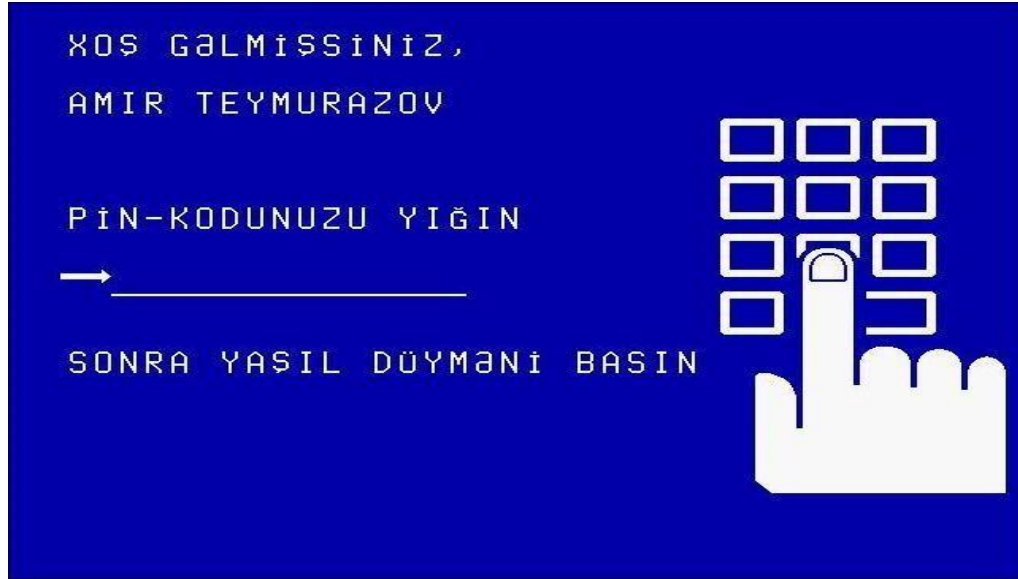 XOŞ GƏLMİŞSİNİZ,
AMIR TEYMURAZOV
PİN-KODUNUZU YIĞIN
SONRA YAŞIL DÜYMƏNİ BASIN